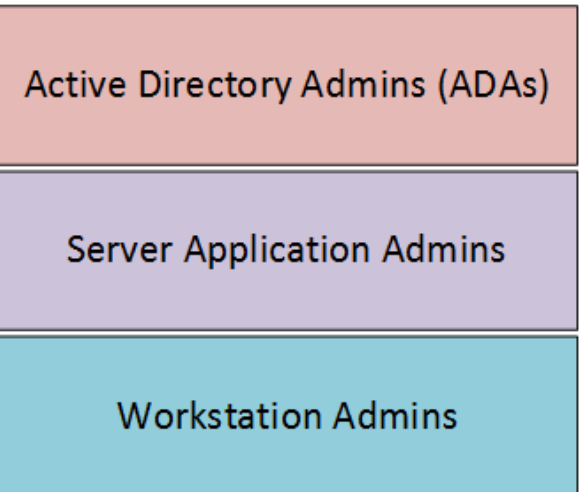 Active Directory Admins (ADAs)
Server Application Admins
Workstation Admins